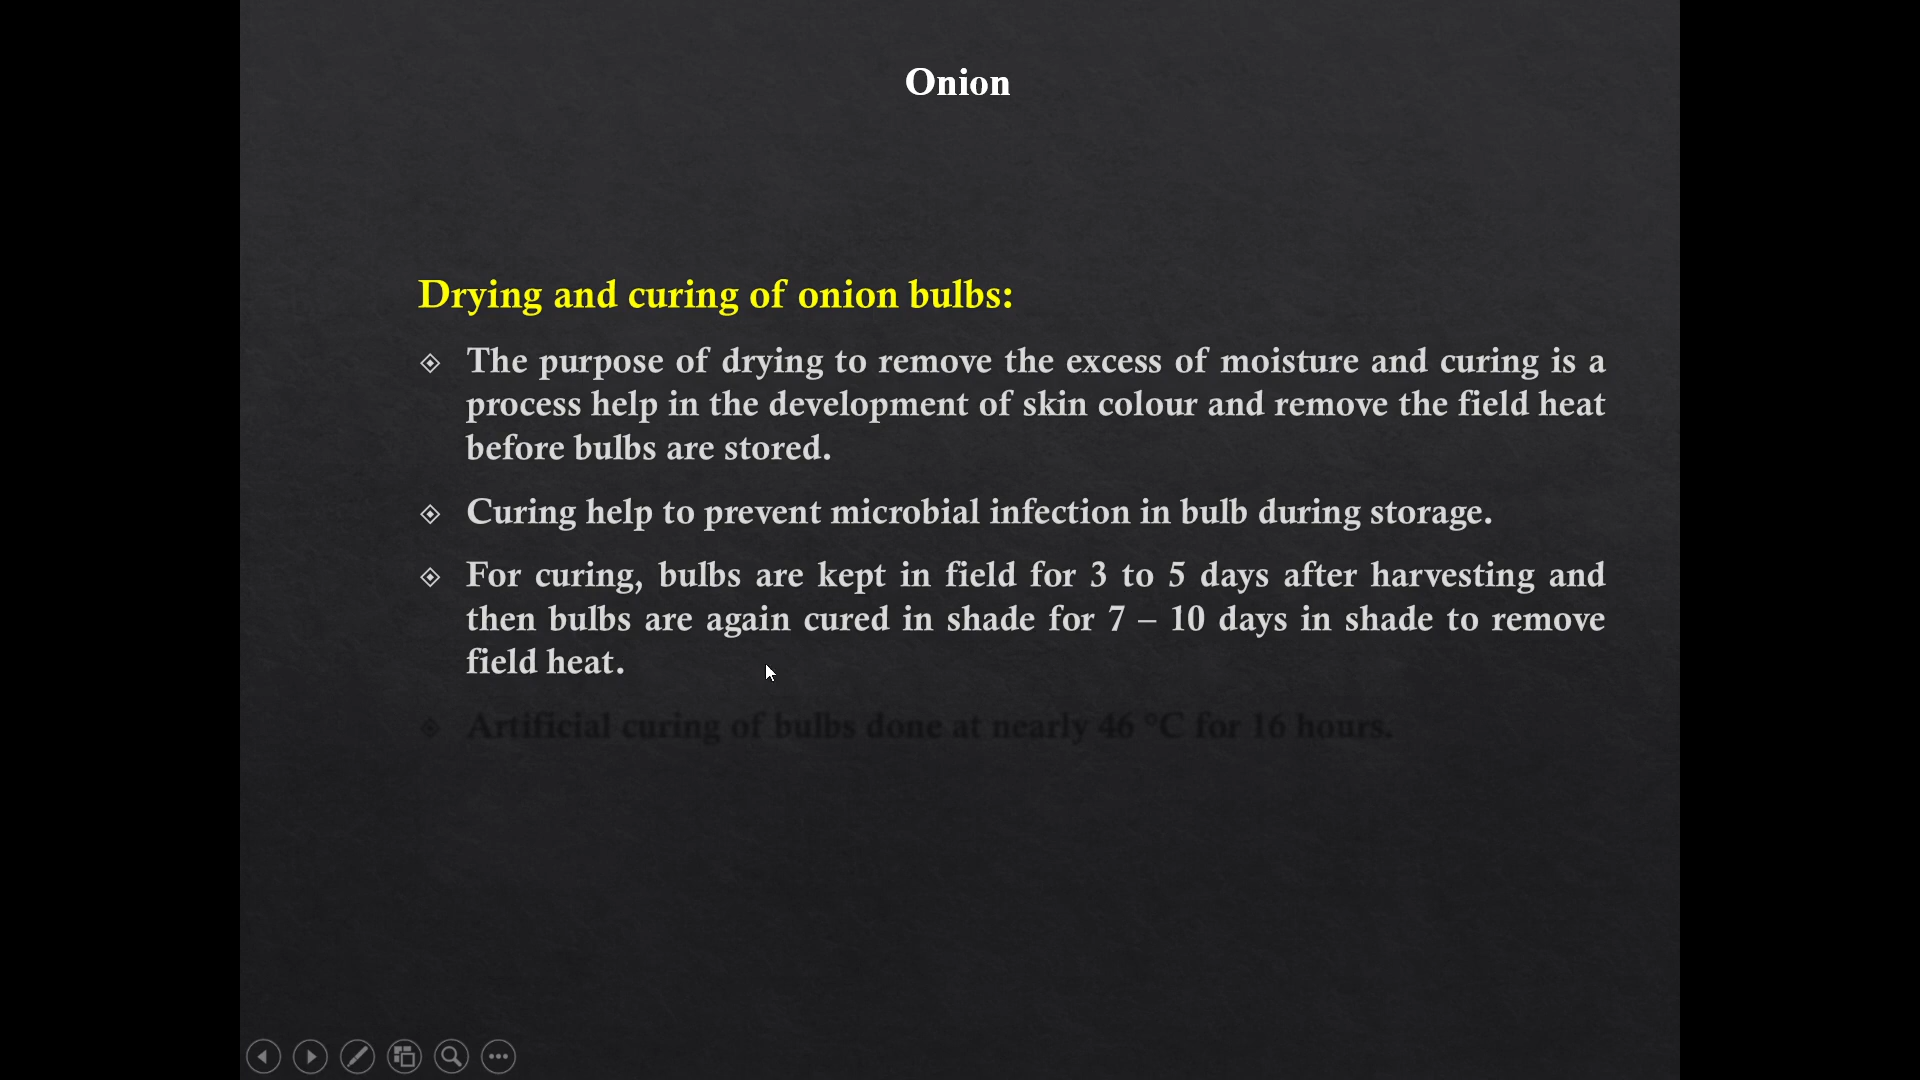 Onion
Drying and curing of onion bulbs:
The purpose of drying to remove the excess of moisture and curing is a
process help in the development of skin colour and remove the field heat
before bulbs are stored.
Curing help to prevent microbial infection in bulb during storage.
For curing, bulbs are kept in field for 3 to 5 days after harvesting and
then bulbs are again cured in shade for 7 – 10 days in shade to remove
field heat.
Artificial curing of bulbs done at nearly 46 °C for 16 hours.